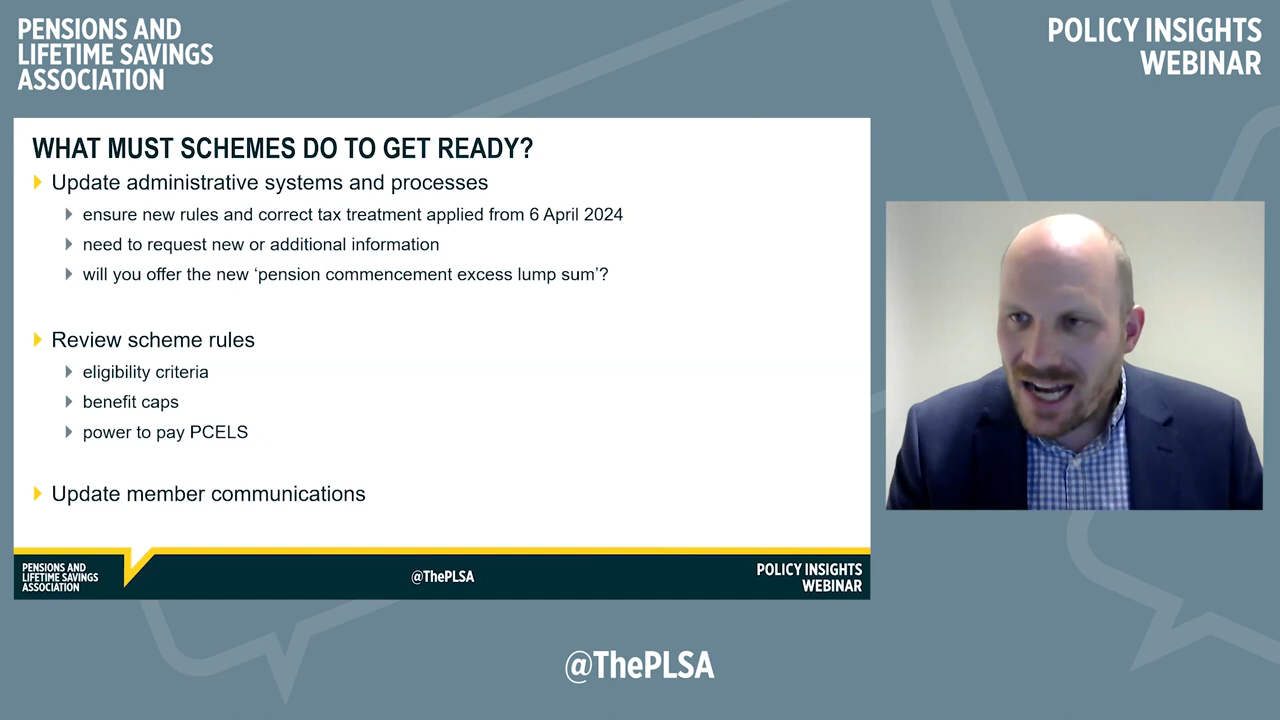 PENSIONS AND
LIFETIME SAVINGS
ASSOCIATION
POLICY INSIGHTS
WEBINAR
WHAT MUST SCHEMES DO TO GET READY?
Update administrative systems and processes
ensure new rules and correct tax treatment applied from 6 April 2024
need to request new or additional information
will you offer the new ‘pension commencement excess lump sum’?
Review scheme rules
eligibility criteria
benefit caps
power to pay PCELS
Update member communications
PENSIONS AND
LIFETIME SAVINGS
ASSOCIATION
@ThePLSA
POLICY INSIGHTS
WEBINAR
@ThePLSA